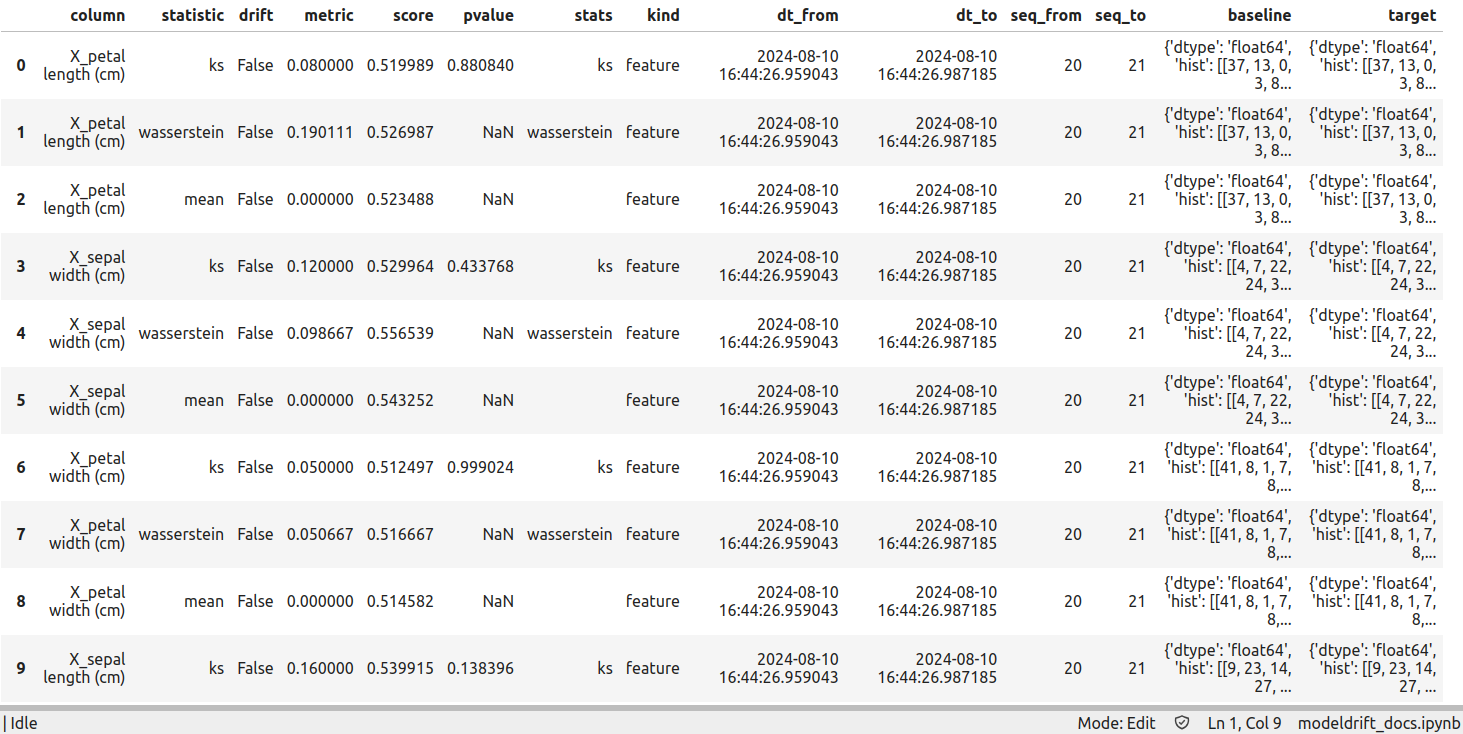 column statistic drift metric score pvalue stats kind dt_from dt_to seq_from seq_to baseline target
0 X_petal length (cm) ks False 0.080000 0.519989 0.880840 ks feature 2024-08-10 16:44:26.959043 2024-08-10 16:44:26.987185 20 21 {'dtype': 'float64', 'hist': [[37, 13, 0, 3, 8... {'dtype': 'float64', 'hist': [[37, 13, 0, 3, 8...
1 X_petal length (cm) wasserstein False 0.190111 0.526987 NaN wasserstein feature 2024-08-10 16:44:26.959043 2024-08-10 16:44:26.987185 20 21 {'dtype': 'float64', 'hist': [[37, 13, 0, 3, 8... {'dtype': 'float64', 'hist': [[37, 13, 0, 3, 8...
2 X_petal length (cm) mean False 0.000000 0.523488 NaN feature 2024-08-10 16:44:26.959043 2024-08-10 16:44:26.987185 20 21 {'dtype': 'float64', 'hist': [[37, 13, 0, 3, 8... {'dtype': 'float64', 'hist': [[37, 13, 0, 3, 8...
3 X_sepal width (cm) ks False 0.120000 0.529964 0.433768 ks feature 2024-08-10 16:44:26.959043 2024-08-10 16:44:26.987185 20 21 {'dtype': 'float64', 'hist': [[4, 7, 22, 24, 3... {'dtype': 'float64', 'hist': [[4, 7, 22, 24, 3...
4 X_sepal width (cm) wasserstein False 0.098667 0.556539 NaN wasserstein feature 2024-08-10 16:44:26.959043 2024-08-10 16:44:26.987185 20 21 {'dtype': 'float64', 'hist': [[4, 7, 22, 24, 3... {'dtype': 'float64', 'hist': [[4, 7, 22, 24, 3...
5 X_sepal width (cm) mean False 0.000000 0.543252 NaN feature 2024-08-10 16:44:26.959043 2024-08-10 16:44:26.987185 20 21 {'dtype': 'float64', 'hist': [[4, 7, 22, 24, 3... {'dtype': 'float64', 'hist': [[4, 7, 22, 24, 3...
6 X_petal width (cm) ks False 0.050000 0.512497 0.999024 ks feature 2024-08-10 16:44:26.959043 2024-08-10 16:44:26.987185 20 21 {'dtype': 'float64', 'hist': [[41, 8, 1, 7, 8,... {'dtype': 'float64', 'hist': [[41, 8, 1, 7, 8,...
7 X_petal width (cm) wasserstein False 0.050667 0.516667 NaN wasserstein feature 2024-08-10 16:44:26.959043 2024-08-10 16:44:26.987185 20 21 {'dtype': 'float64', 'hist': [[41, 8, 1, 7, 8,... {'dtype': 'float64', 'hist': [[41, 8, 1, 7, 8,...
8 X_petal width (cm) mean False 0.000000 0.514582 NaN feature 2024-08-10 16:44:26.959043 2024-08-10 16:44:26.987185 20 21 {'dtype': 'float64', 'hist': [[41, 8, 1, 7, 8,... {'dtype': 'float64', 'hist': [[41, 8, 1, 7, 8,...
9 X_sepal length (cm) ks False 0.160000 0.539915 0.138396 ks feature 2024-08-10 16:44:26.959043 2024-08-10 16:44:26.987185 20 21 {'dtype': 'float64', 'hist': [[9, 23, 14, 27, ... {'dtype': 'float64', 'hist': [[9, 23, 14, 27, ...
| Idle Mode: Edit Ln 1, Col 9 modeldrift_docs.ipynb